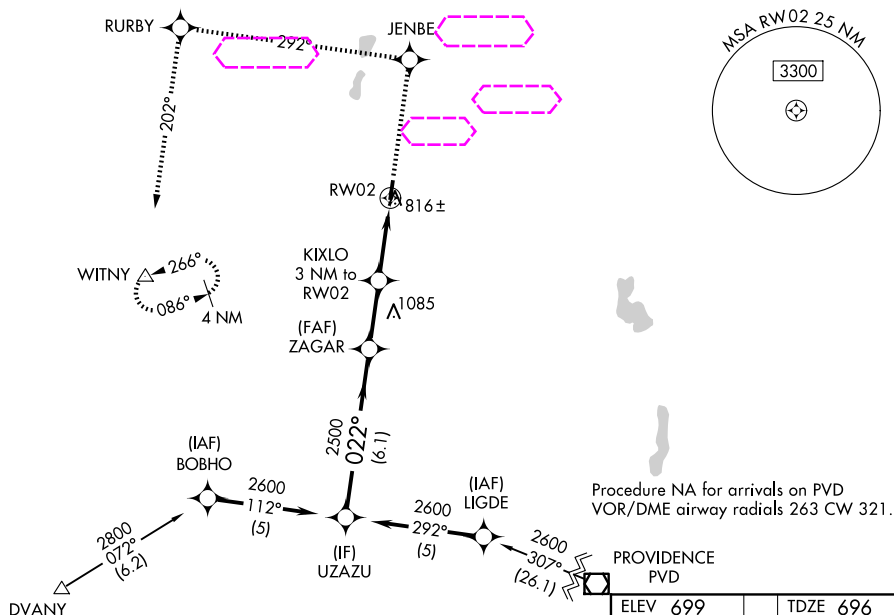 RURBY
JENBE
292°
202°
MSA RW02 25 NM
3300
RW02
816±
WITNY
266°
086°
4 NM
KIXLO
3 NM to
RW02
1085
(FAF)
ZAGAR
2500
022°
(6.1)
(IAF)
BOBHO
2600
112°
(5)
(IAF)
LIGDE
2600
292°
(5)
Procedure NA for arrivals on PVD
VOR/DME airway radials 263 CW 321.
2800
072°
(6.2)
(IF)
UZAZU
2600
307°
(26.1)
PROVIDENCE
PVD
DVANY
ELEV 699
TDZE 696